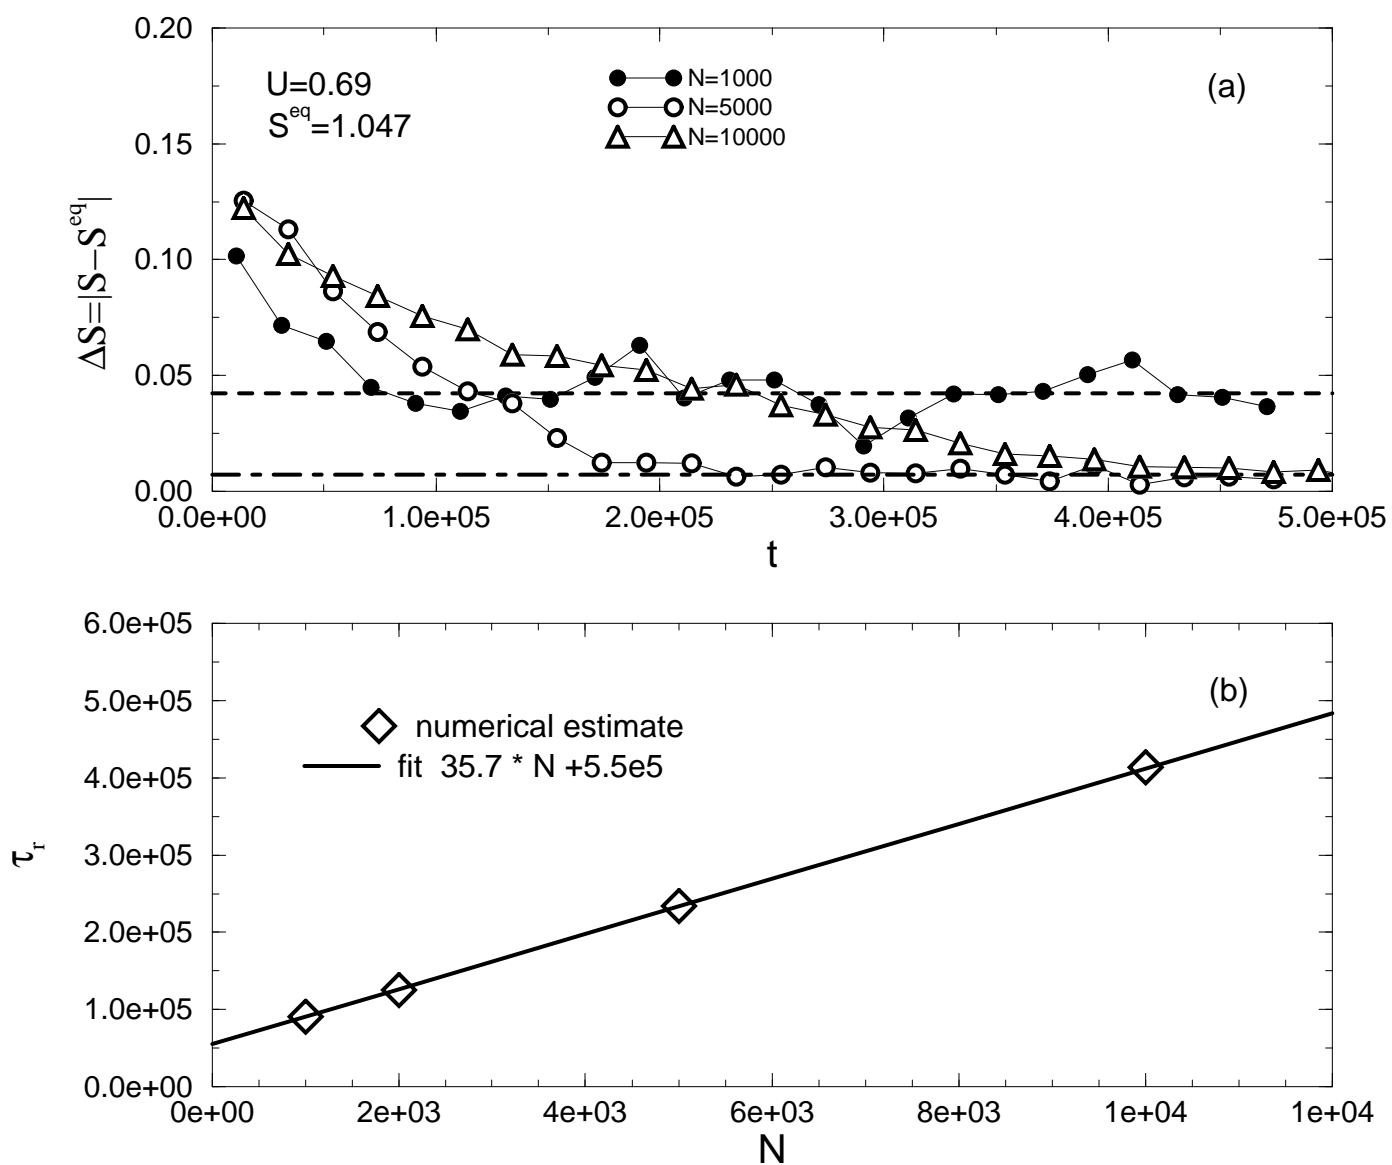 0.20
0.15
0.10
0.05
0.00
ΔS=|S−S^eq|
U=0.69
S^eq=1.047
N=1000
N=5000
N=10000
(a)
0.0e+00 1.0e+05 2.0e+05 3.0e+05 4.0e+05 5.0e+05
t
6.0e+05
5.0e+05
4.0e+05
3.0e+05
2.0e+05
1.0e+05
0.0e+00
τ_r
(b)
numerical estimate
fit 35.7 * N +5.5e5
0e+00 2e+03 4e+03 6e+03 8e+03 1e+04 1e+04
N